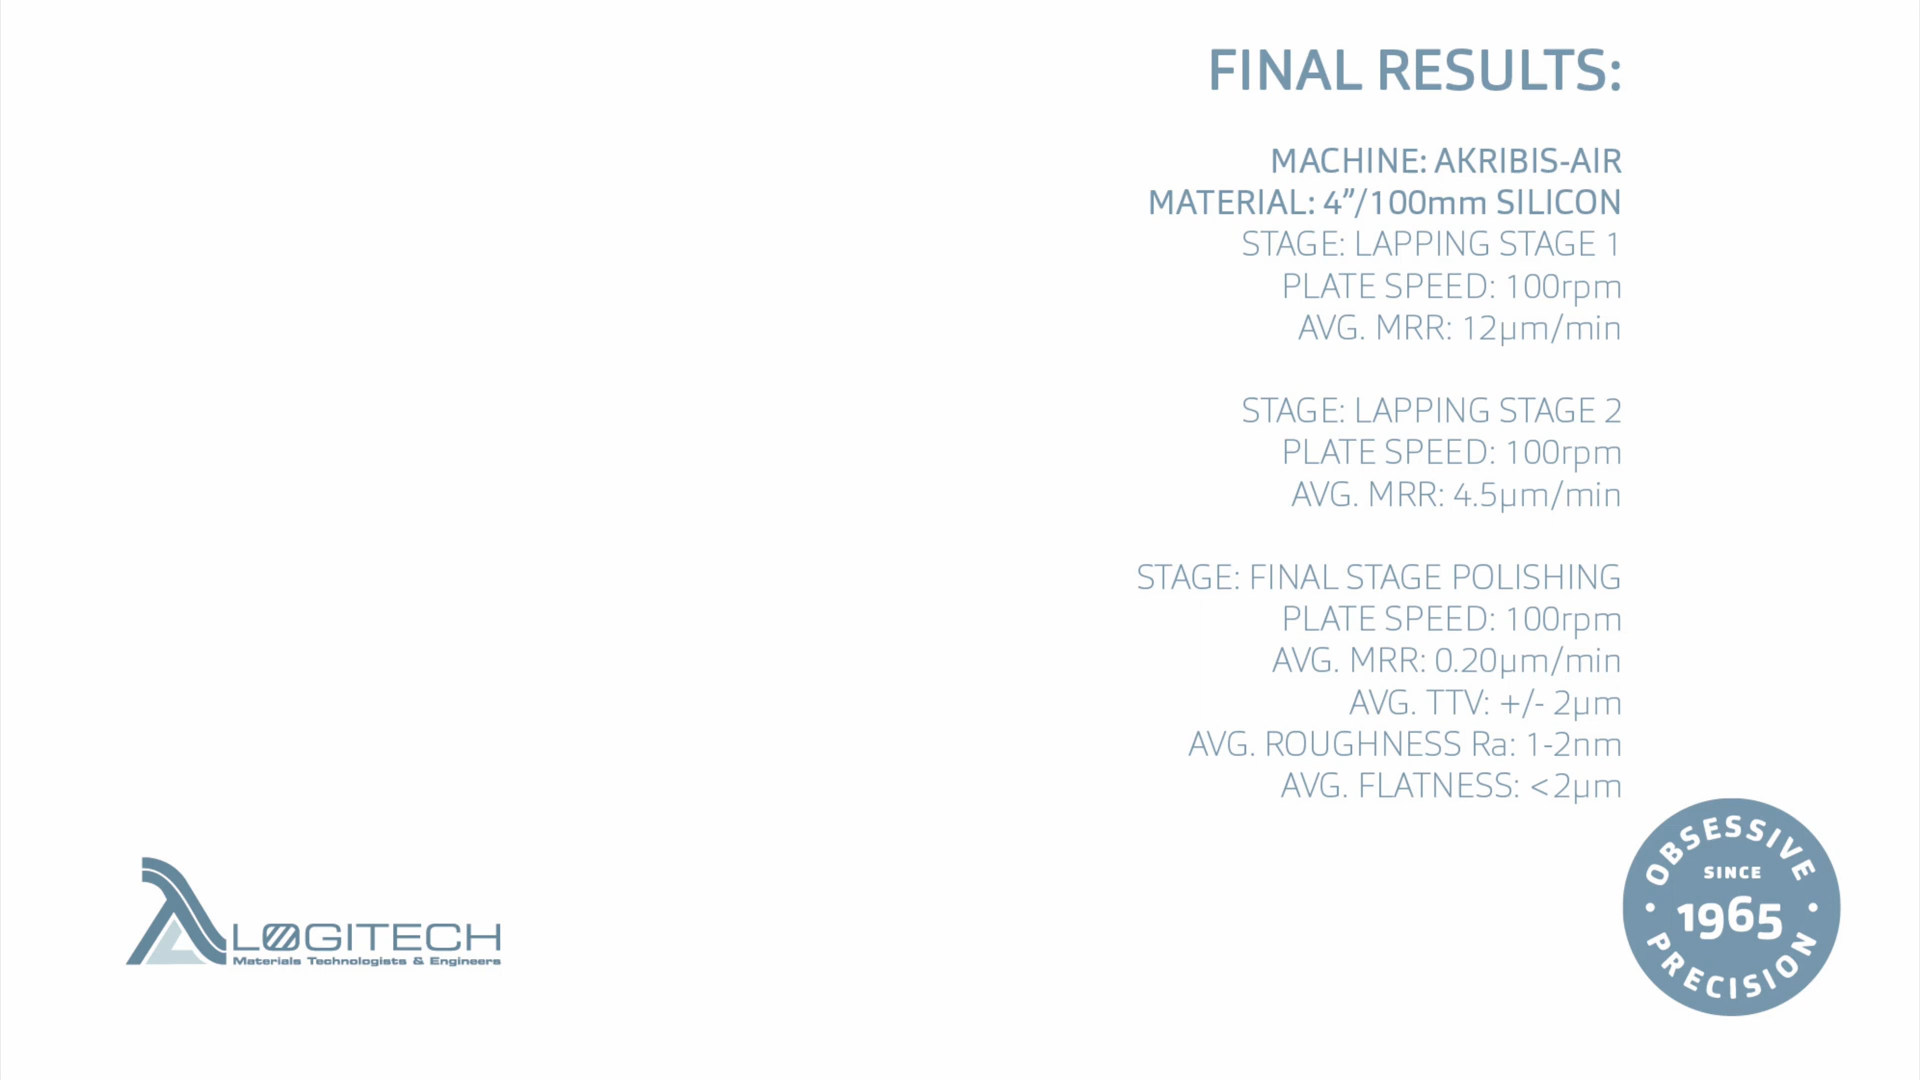 FINAL RESULTS:
MACHINE: AKRIBIS-AIR
MATERIAL: 4”/100mm SILICON
STAGE: LAPPING STAGE 1
PLATE SPEED: 100rpm
AVG. MRR: 12µm/min
STAGE: LAPPING STAGE 2
PLATE SPEED: 100rpm
AVG. MRR: 4.5µm/min
STAGE: FINAL STAGE POLISHING
PLATE SPEED: 100rpm
AVG. MRR: 0.20µm/min
AVG. TTV: +/- 2µm
AVG. ROUGHNESS Ra: 1-2nm
AVG. FLATNESS: <2µm
LOGITECH
Materials Technologists & Engineers
OBSESSIVE
SINCE
1965
PRECISION